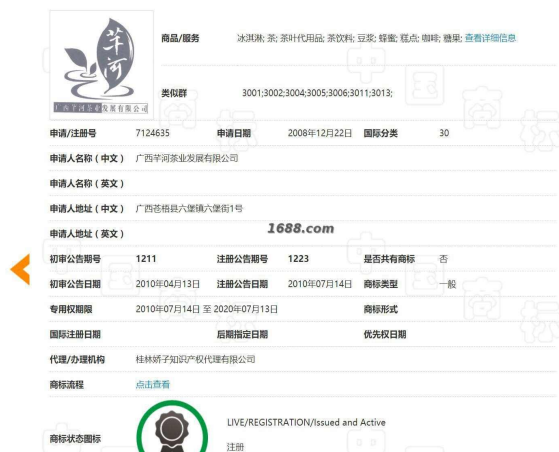 芊河
广西芊河茶业发展有限公司
商品/服务 冰淇淋; 茶; 茶叶代用品; 茶饮料; 豆浆; 蜂蜜; 糕点; 咖啡; 糖果; 查看详细信息
类似群 3001;3002;3004;3005;3006;3011;3013;
申请/注册号 7124635 申请日期 2008年12月22日 国际分类 30
申请人名称（中文） 广西芊河茶业发展有限公司
申请人名称（英文）
申请人地址（中文） 广西苍梧县六堡镇六堡街1号
1688.com
申请人地址（英文）
初审公告期号 1211 注册公告期号 1223 是否共有商标 否
初审公告日期 2010年04月13日 注册公告日期 2010年07月14日 商标类型 一般
专用权期限 2010年07月14日 至 2020年07月13日 商标形式
国际注册日期 后期指定日期 优先权日期
代理/办理机构 桂林娇子知识产权代理有限公司
商标流程 点击查看
LIVE/REGISTRATION/Issued and Active
商标状态图标
注册
中国商标